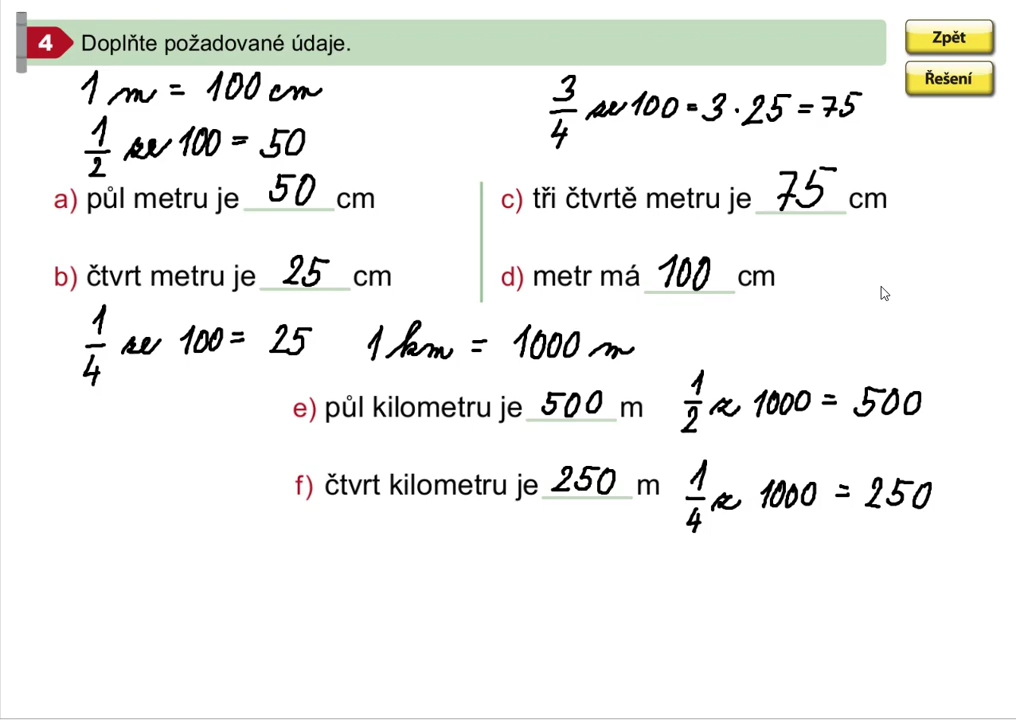 4 Doplňte požadované údaje.
Zpět
Řešení
1 m = 100 cm
1/2 ze 100 = 50
3/4 ze 100 = 3 · 25 = 75
a) půl metru je 50 cm
c) tři čtvrtě metru je 75 cm
b) čtvrt metru je 25 cm
d) metr má 100 cm
1/4 ze 100 = 25
1 km = 1000 m
e) půl kilometru je 500 m
1/2 z 1000 = 500
f) čtvrt kilometru je 250 m
1/4 z 1000 = 250